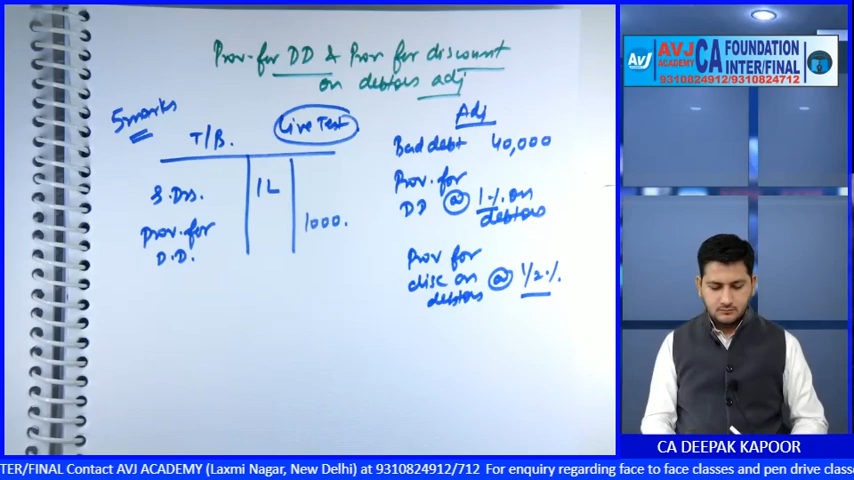 Prov. for DD & Prov for discount
on debtors adj
5 marks
T/B.
Live Test
S. Drs.
1L
Prov. for
D.D.
1000.
Adj
Bad debt 40,000
Prov. for
DD @ 1% on
debtors
Prov for
disc on @ 1/2%.
debtors
AVJ
AVJ
ACADEMY
CA
FOUNDATION
INTER/FINAL
9310824912/9310824712
CA DEEPAK KAPOOR
TER/FINAL Contact AVJ ACADEMY (Laxmi Nagar, New Delhi) at 9310824912/712 For enquiry regarding face to face classes and pen drive classe